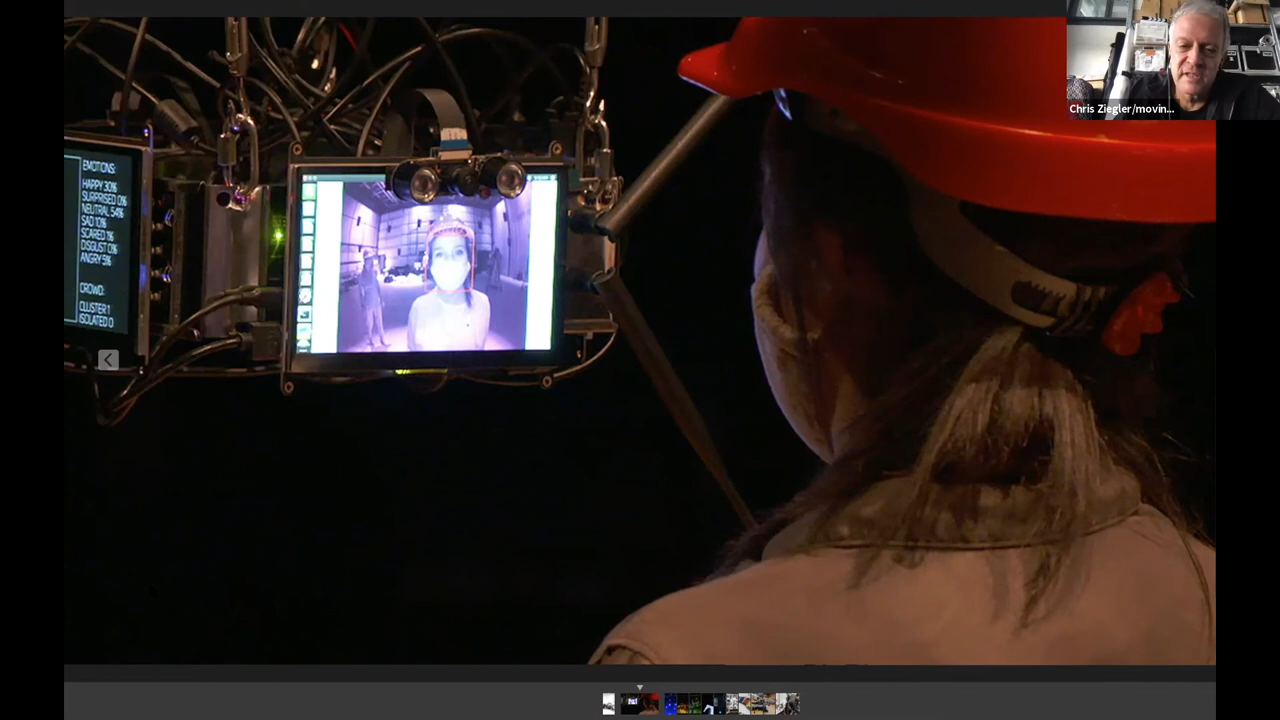 Chris Ziegler/movin...
EMOTIONS:
HAPPY 30%
SURPRISED 0%
NEUTRAL 54%
SAD 10%
SCARED 1%
DISGUST 0%
ANGRY 5%
CROWD:
CLUSTER 1
ISOLATED 0